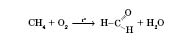 CH₄ + O₂ —t°→ H–C(=O)–H + H₂O